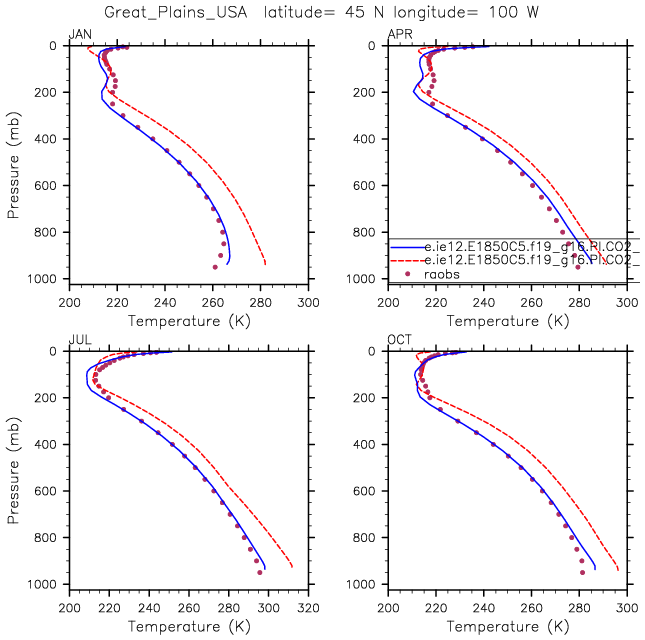 Great_Plains_USA latitude= 45 N longitude= 100 W
JAN
APR
0
200
400
600
800
1000
Pressure (mb)
200 220 240 260 280 300
Temperature (K)
0
200
400
600
800
1000
200 220 240 260 280 300
Temperature (K)
e.ie12.E1850C5.f19_g16.PI.CO2_
e.ie12.E1850C5.f19_g16.PI.CO2_
raobs
JUL
OCT
0
200
400
600
800
1000
Pressure (mb)
200 220 240 260 280 300 320
Temperature (K)
0
200
400
600
800
1000
200 220 240 260 280 300
Temperature (K)